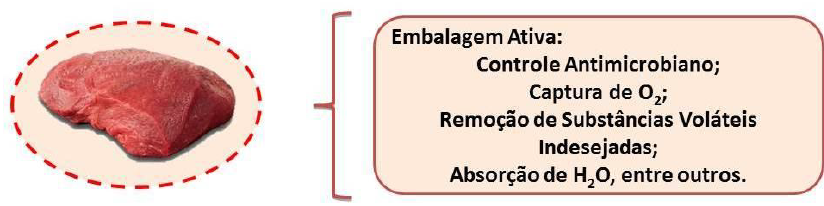 Embalagem Ativa:
Controle Antimicrobiano;
Captura de O₂;
Remoção de Substâncias Voláteis
Indesejadas;
Absorção de H₂O, entre outros.